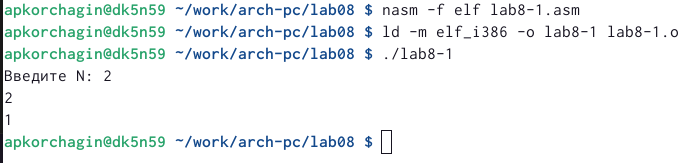 apkorchagin@dk5n59 ~/work/arch-pc/lab08 $ nasm -f elf lab8-1.asm
apkorchagin@dk5n59 ~/work/arch-pc/lab08 $ ld -m elf_i386 -o lab8-1 lab8-1.o
apkorchagin@dk5n59 ~/work/arch-pc/lab08 $ ./lab8-1
Введите N: 2
2
1
apkorchagin@dk5n59 ~/work/arch-pc/lab08 $